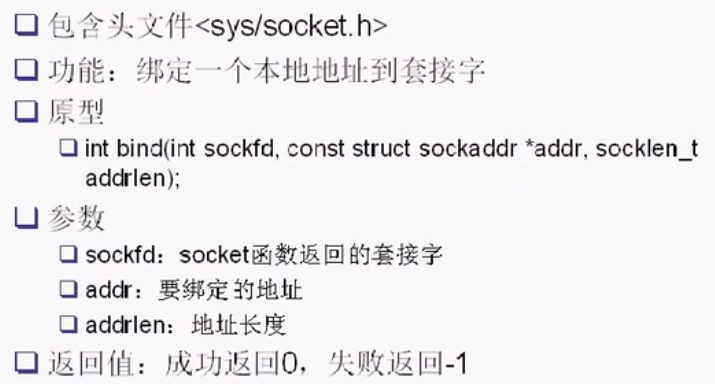 包含头文件<sys/socket.h>
功能：绑定一个本地地址到套接字
原型
int bind(int sockfd, const struct sockaddr *addr, socklen_t
addrlen);
参数
sockfd：socket函数返回的套接字
addr：要绑定的地址
addrlen：地址长度
返回值：成功返回0，失败返回-1